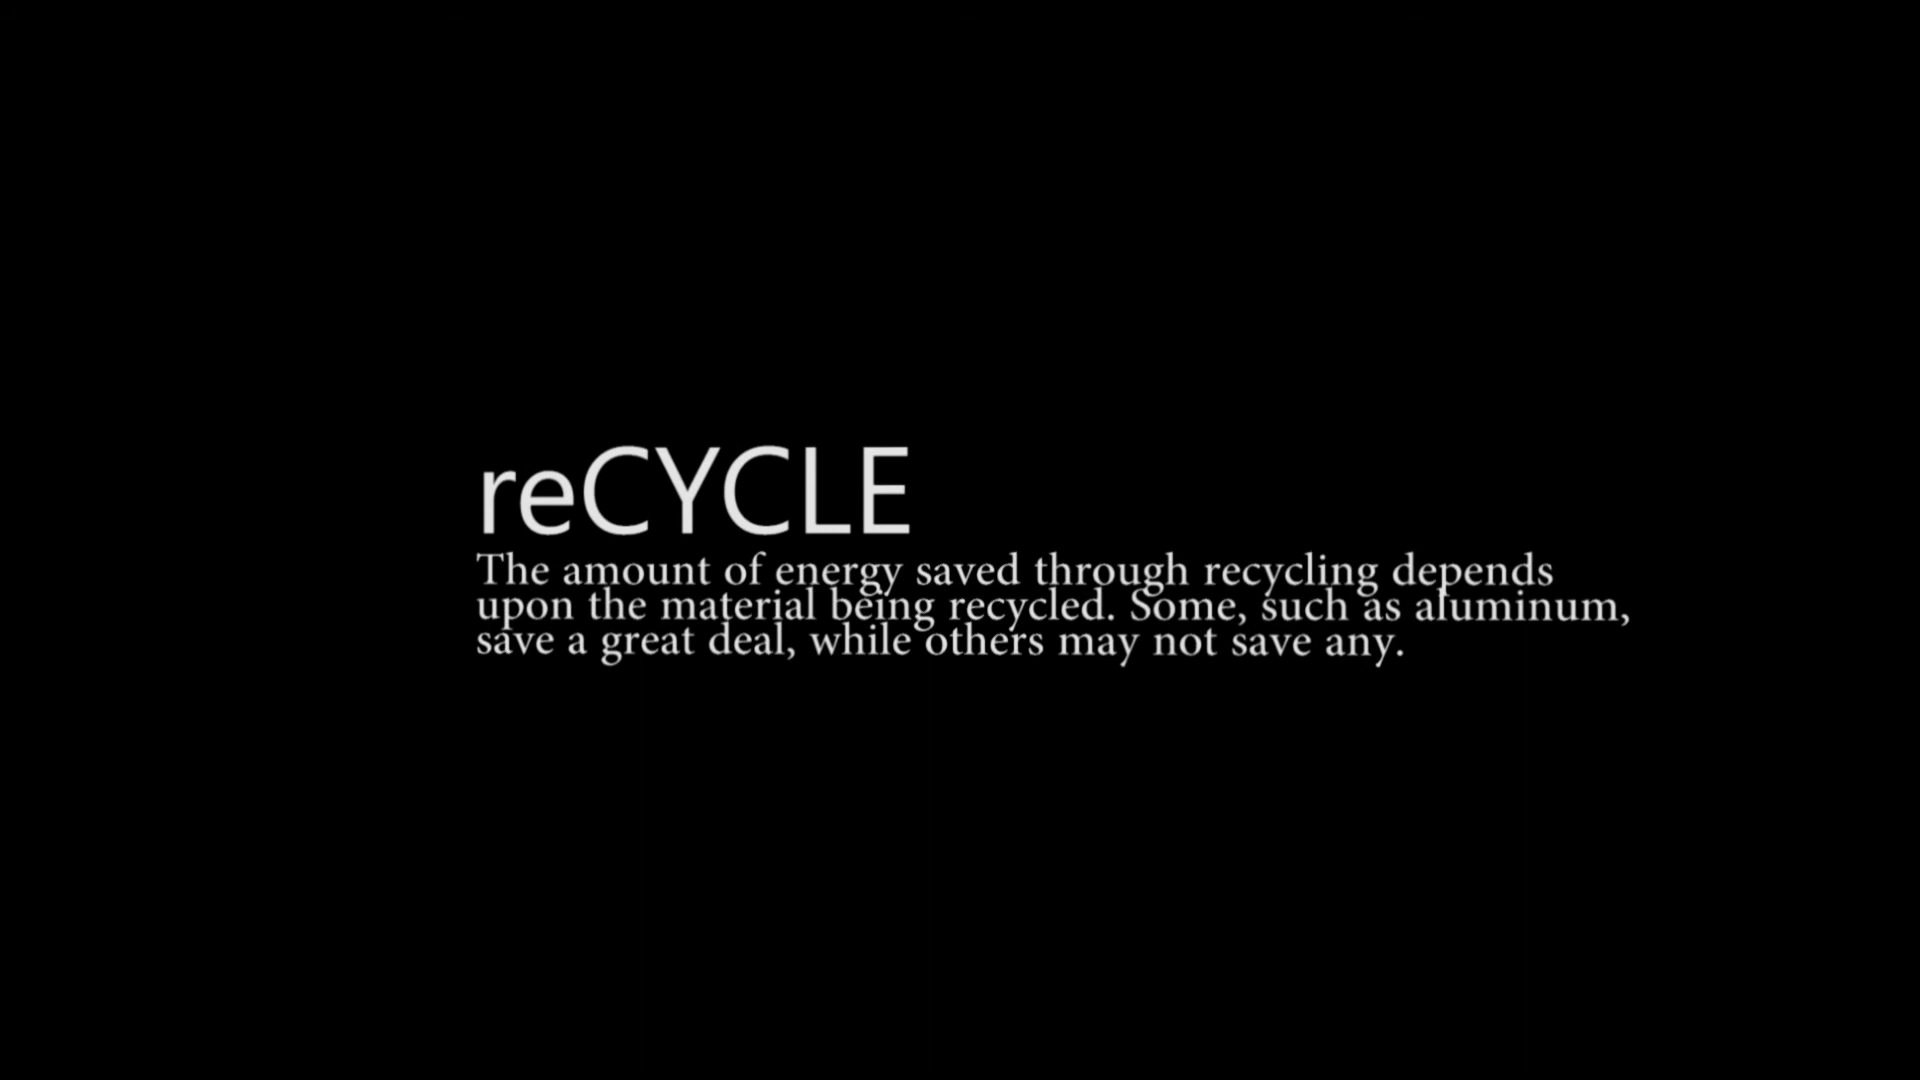 reCYCLE
The amount of energy saved through recycling depends
upon the material being recycled. Some, such as aluminum,
save a great deal, while others may not save any.